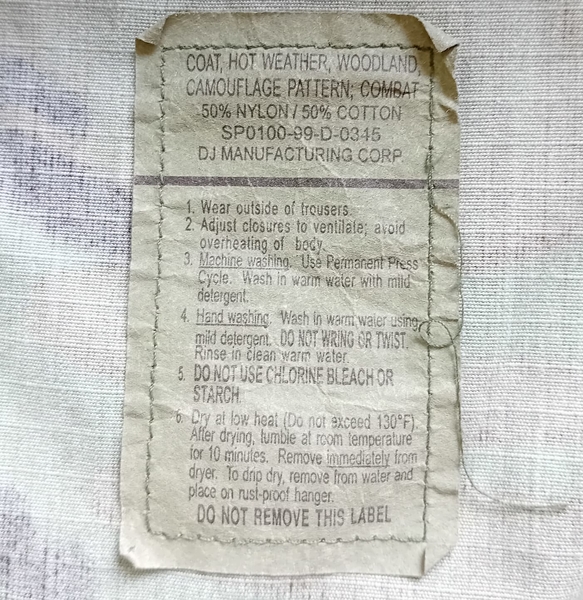 COAT, HOT WEATHER, WOODLAND,
CAMOUFLAGE PATTERN; COMBAT
50% NYLON / 50% COTTON
SP0100-99-D-0345
DJ MANUFACTURING CORP.
1. Wear outside of trousers.
2. Adjust closures to ventilate; avoid
overheating of body.
3. Machine washing. Use Permanent Press
Cycle. Wash in warm water with mild
detergent.
4. Hand washing. Wash in warm water using
mild detergent. DO NOT WRING OR TWIST.
Rinse in clean warm water.
5. DO NOT USE CHLORINE BLEACH OR
STARCH.
6. Dry at low heat (Do not exceed 130°F).
After drying, tumble at room temperature
for 10 minutes. Remove immediately from
dryer. To drip dry, remove from water and
place on rust-proof hanger.
DO NOT REMOVE THIS LABEL